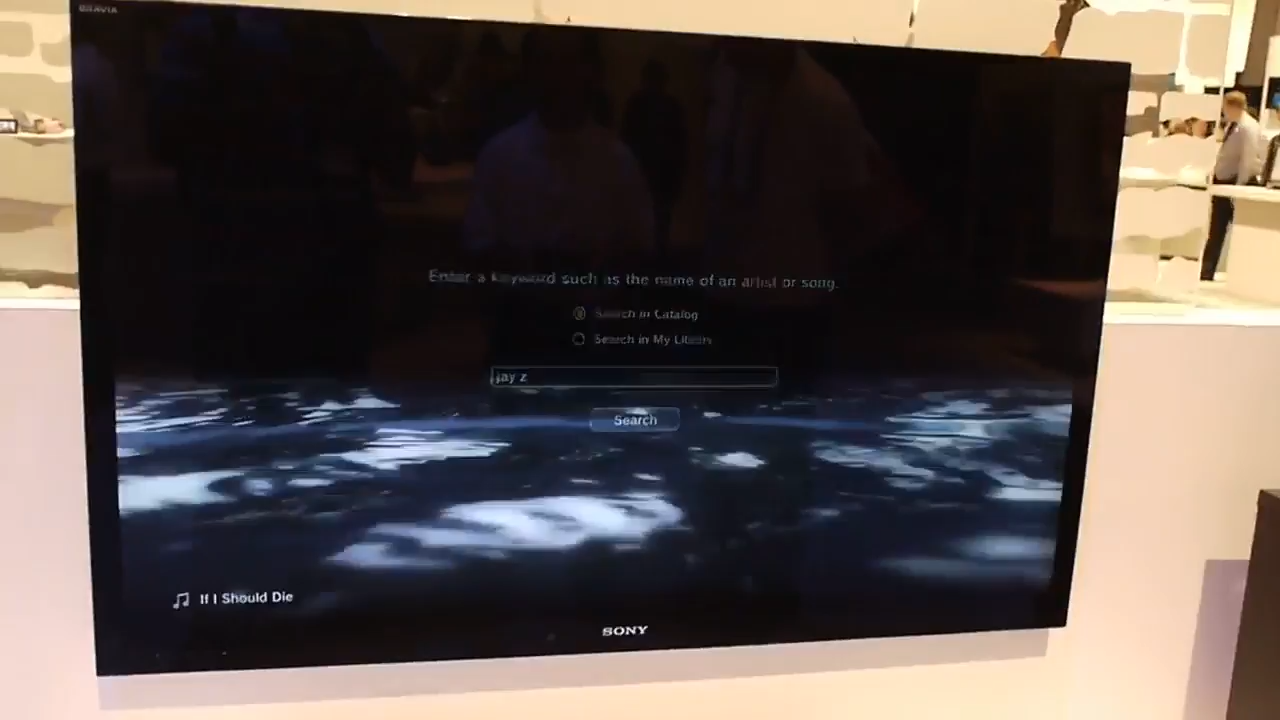 BRAVIA
Enter a keyword such as the name of an artist or song.
Search in Catalog
Search in My Library
jay z
Search
If I Should Die
SONY